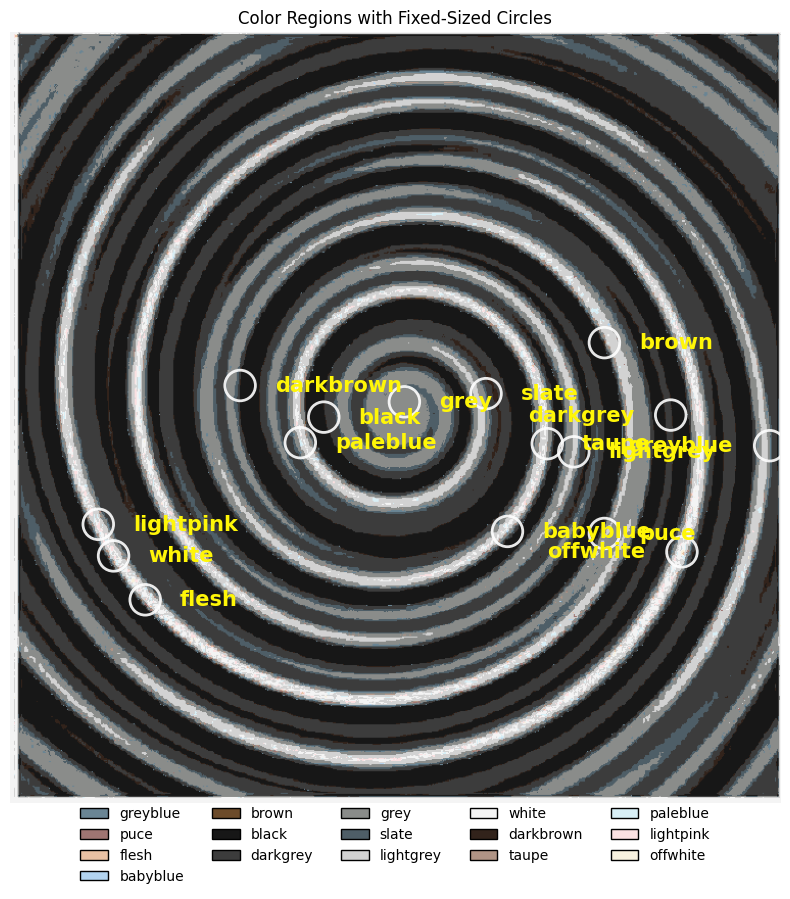 Color Regions with Fixed-Sized Circles
brown
darkbrown
slate
grey
darkgrey
black
paleblue
taupe
greyblue
lightgrey
lightpink
babyblue
puce
offwhite
white
flesh
greyblue brown grey white paleblue
puce black slate darkbrown lightpink
flesh darkgrey lightgrey taupe offwhite
babyblue